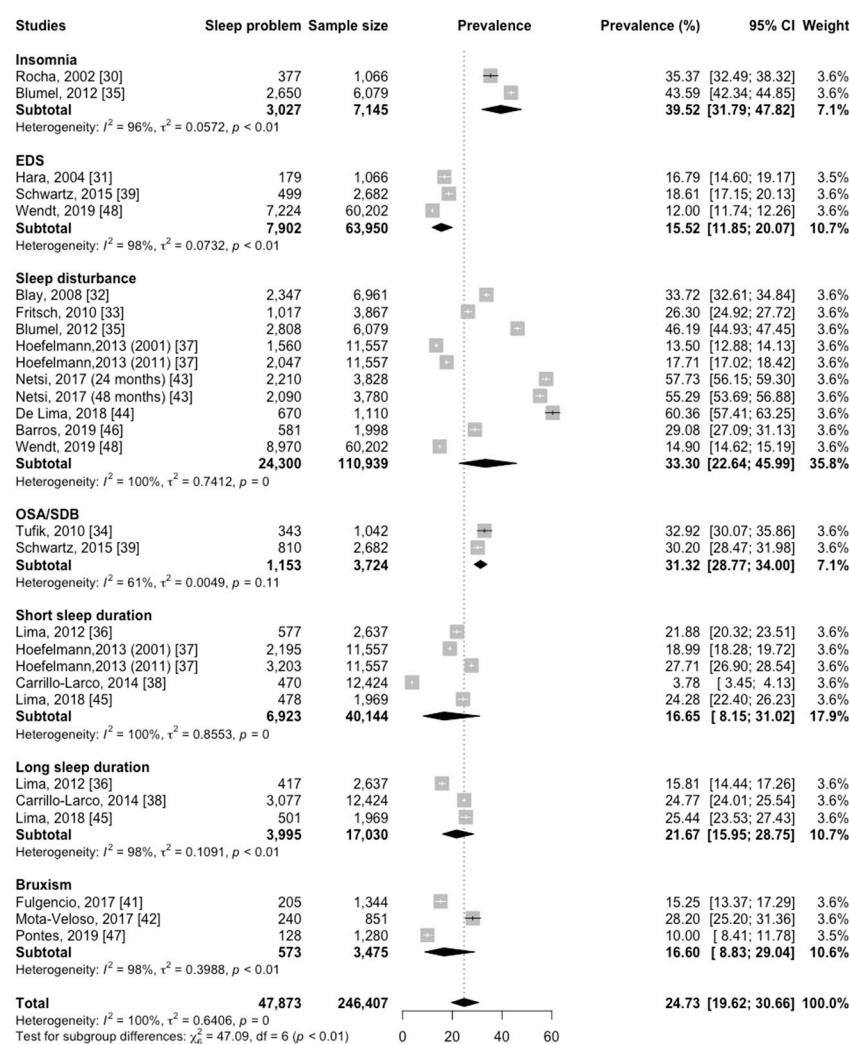 Studies Sleep problem Sample size Prevalence Prevalence (%) 95% CI Weight
Insomnia
Rocha, 2002 [30] 377 1,066 35.37 [32.49; 38.32] 3.6%
Blumel, 2012 [35] 2,650 6,079 43.59 [42.34; 44.85] 3.6%
Subtotal 3,027 7,145 39.52 [31.79; 47.82] 7.1%
Heterogeneity: I² = 96%, τ² = 0.0572, p < 0.01
EDS
Hara, 2004 [31] 179 1,066 16.79 [14.60; 19.17] 3.5%
Schwartz, 2015 [39] 499 2,682 18.61 [17.15; 20.13] 3.6%
Wendt, 2019 [48] 7,224 60,202 12.00 [11.74; 12.26] 3.6%
Subtotal 7,902 63,950 15.52 [11.85; 20.07] 10.7%
Heterogeneity: I² = 98%, τ² = 0.0732, p < 0.01
Sleep disturbance
Blay, 2008 [32] 2,347 6,961 33.72 [32.61; 34.84] 3.6%
Fritsch, 2010 [33] 1,017 3,867 26.30 [24.92; 27.72] 3.6%
Blumel, 2012 [35] 2,808 6,079 46.19 [44.93; 47.45] 3.6%
Hoefelmann,2013 (2001) [37] 1,560 11,557 13.50 [12.88; 14.13] 3.6%
Hoefelmann,2013 (2011) [37] 2,047 11,557 17.71 [17.02; 18.42] 3.6%
Netsi, 2017 (24 months) [43] 2,210 3,828 57.73 [56.15; 59.30] 3.6%
Netsi, 2017 (48 months) [43] 2,090 3,780 55.29 [53.69; 56.88] 3.6%
De Lima, 2018 [44] 670 1,110 60.36 [57.41; 63.25] 3.6%
Barros, 2019 [46] 581 1,998 29.08 [27.09; 31.13] 3.6%
Wendt, 2019 [48] 8,970 60,202 14.90 [14.62; 15.19] 3.6%
Subtotal 24,300 110,939 33.30 [22.64; 45.99] 35.8%
Heterogeneity: I² = 100%, τ² = 0.7412, p = 0
OSA/SDB
Tufik, 2010 [34] 343 1,042 32.92 [30.07; 35.86] 3.6%
Schwartz, 2015 [39] 810 2,682 30.20 [28.47; 31.98] 3.6%
Subtotal 1,153 3,724 31.32 [28.77; 34.00] 7.1%
Heterogeneity: I² = 61%, τ² = 0.0049, p = 0.11
Short sleep duration
Lima, 2012 [36] 577 2,637 21.88 [20.32; 23.51] 3.6%
Hoefelmann,2013 (2001) [37] 2,195 11,557 18.99 [18.28; 19.72] 3.6%
Hoefelmann,2013 (2011) [37] 3,203 11,557 27.71 [26.90; 28.54] 3.6%
Carrillo-Larco, 2014 [38] 470 12,424 3.78 [ 3.45; 4.13] 3.6%
Lima, 2018 [45] 478 1,969 24.28 [22.40; 26.23] 3.6%
Subtotal 6,923 40,144 16.65 [ 8.15; 31.02] 17.9%
Heterogeneity: I² = 100%, τ² = 0.8553, p = 0
Long sleep duration
Lima, 2012 [36] 417 2,637 15.81 [14.44; 17.26] 3.6%
Carrillo-Larco, 2014 [38] 3,077 12,424 24.77 [24.01; 25.54] 3.6%
Lima, 2018 [45] 501 1,969 25.44 [23.53; 27.43] 3.6%
Subtotal 3,995 17,030 21.67 [15.95; 28.75] 10.7%
Heterogeneity: I² = 98%, τ² = 0.1091, p < 0.01
Bruxism
Fulgencio, 2017 [41] 205 1,344 15.25 [13.37; 17.29] 3.6%
Mota-Veloso, 2017 [42] 240 851 28.20 [25.20; 31.36] 3.6%
Pontes, 2019 [47] 128 1,280 10.00 [ 8.41; 11.78] 3.5%
Subtotal 573 3,475 16.60 [ 8.83; 29.04] 10.6%
Heterogeneity: I² = 98%, τ² = 0.3988, p < 0.01
Total 47,873 246,407 24.73 [19.62; 30.66] 100.0%
Heterogeneity: I² = 100%, τ² = 0.6406, p = 0
Test for subgroup differences: χ²₆ = 47.09, df = 6 (p < 0.01) 0 20 40 60